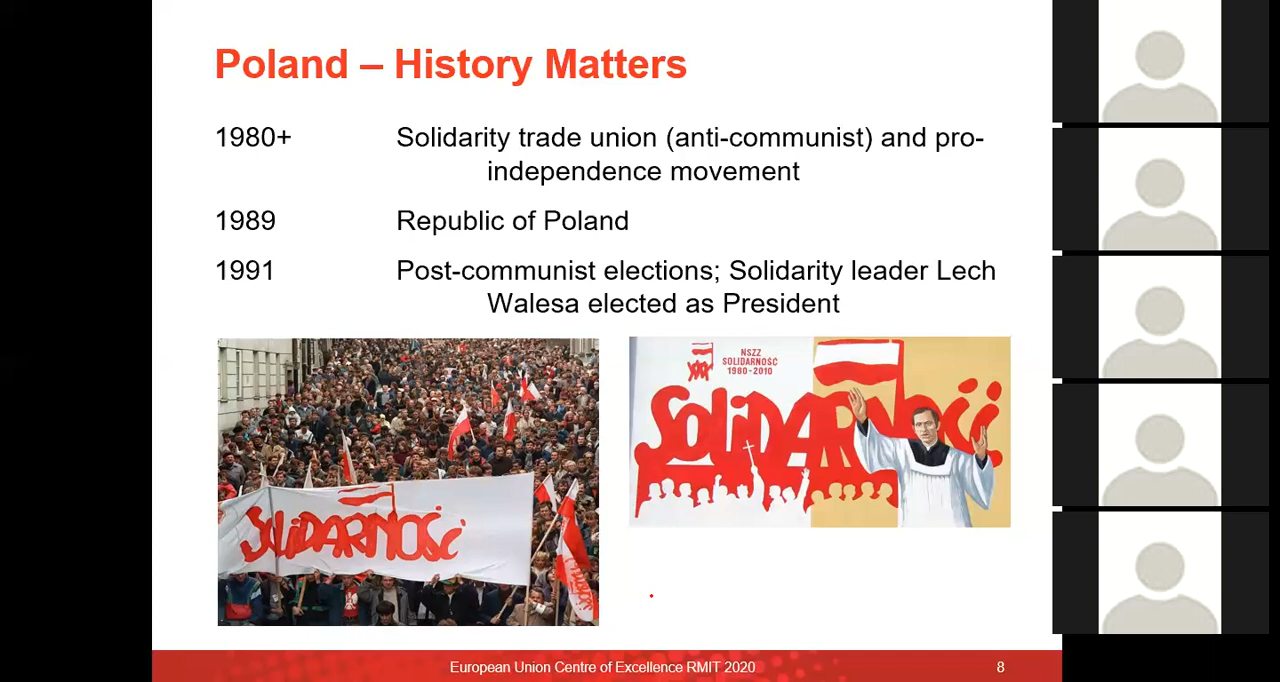 Poland – History Matters
1980+ Solidarity trade union (anti-communist) and pro-
independence movement
1989 Republic of Poland
1991 Post-communist elections; Solidarity leader Lech
Walesa elected as President
SOLIDARNOŚĆ
NSZZ
SOLIDARNOŚĆ
1980-2010
SOLIDARNOŚĆ
European Union Centre of Excellence RMIT 2020 8